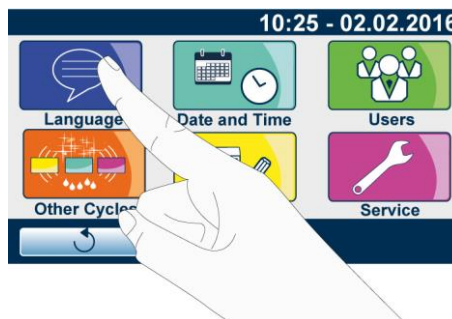 10:25 - 02.02.2016
Language Date and Time Users
Other Cycles Service